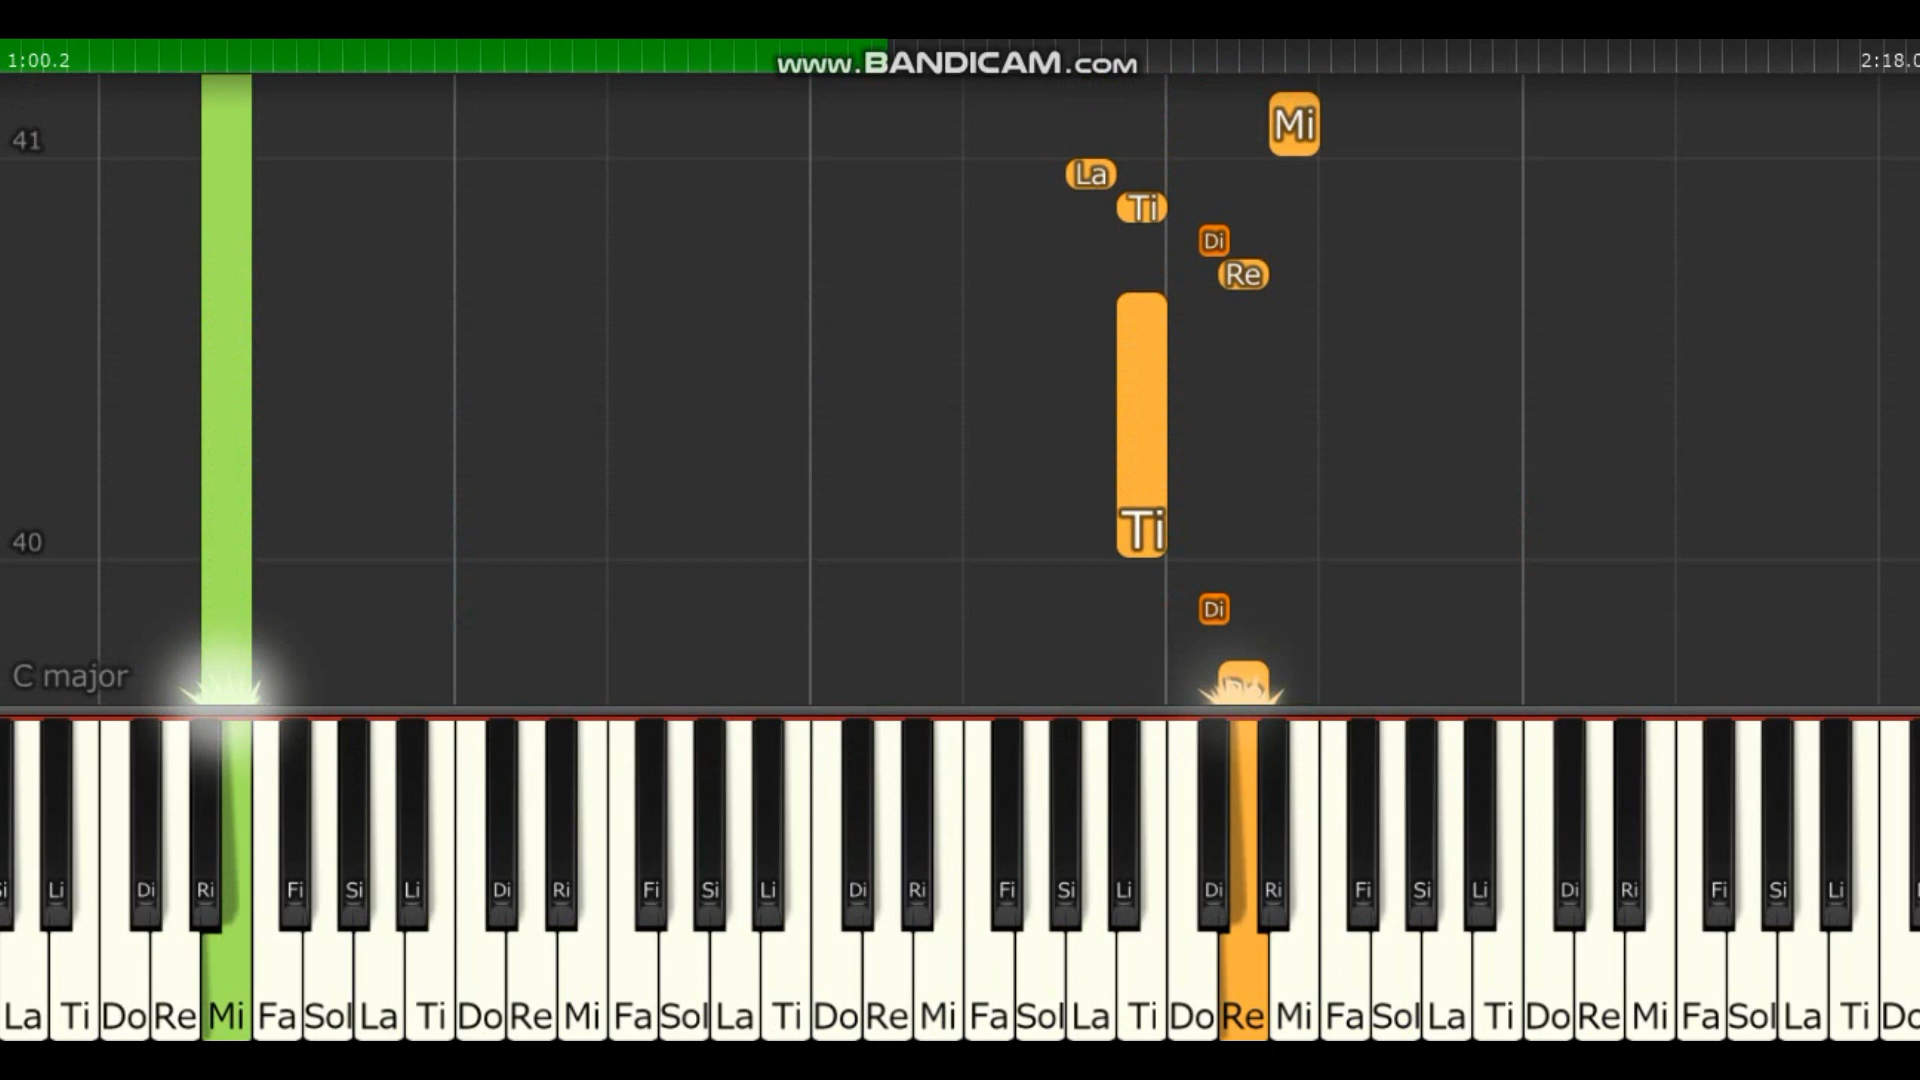 1:00.2 www.BANDICAM.com 2:18.0
Mi
41
La
Ti
Di
Re
Ti
40
Di
C major
Li Di Ri Fi Si Li Di Ri Fi Si Li Di Ri Fi Si Li Di Ri Fi Si Li Di Ri Fi Si Li
La Ti Do Re Mi Fa Sol La Ti Do Re Mi Fa Sol La Ti Do Re Mi Fa Sol La Ti Do Re Mi Fa Sol La Ti Do Re Mi Fa Sol La Ti Do